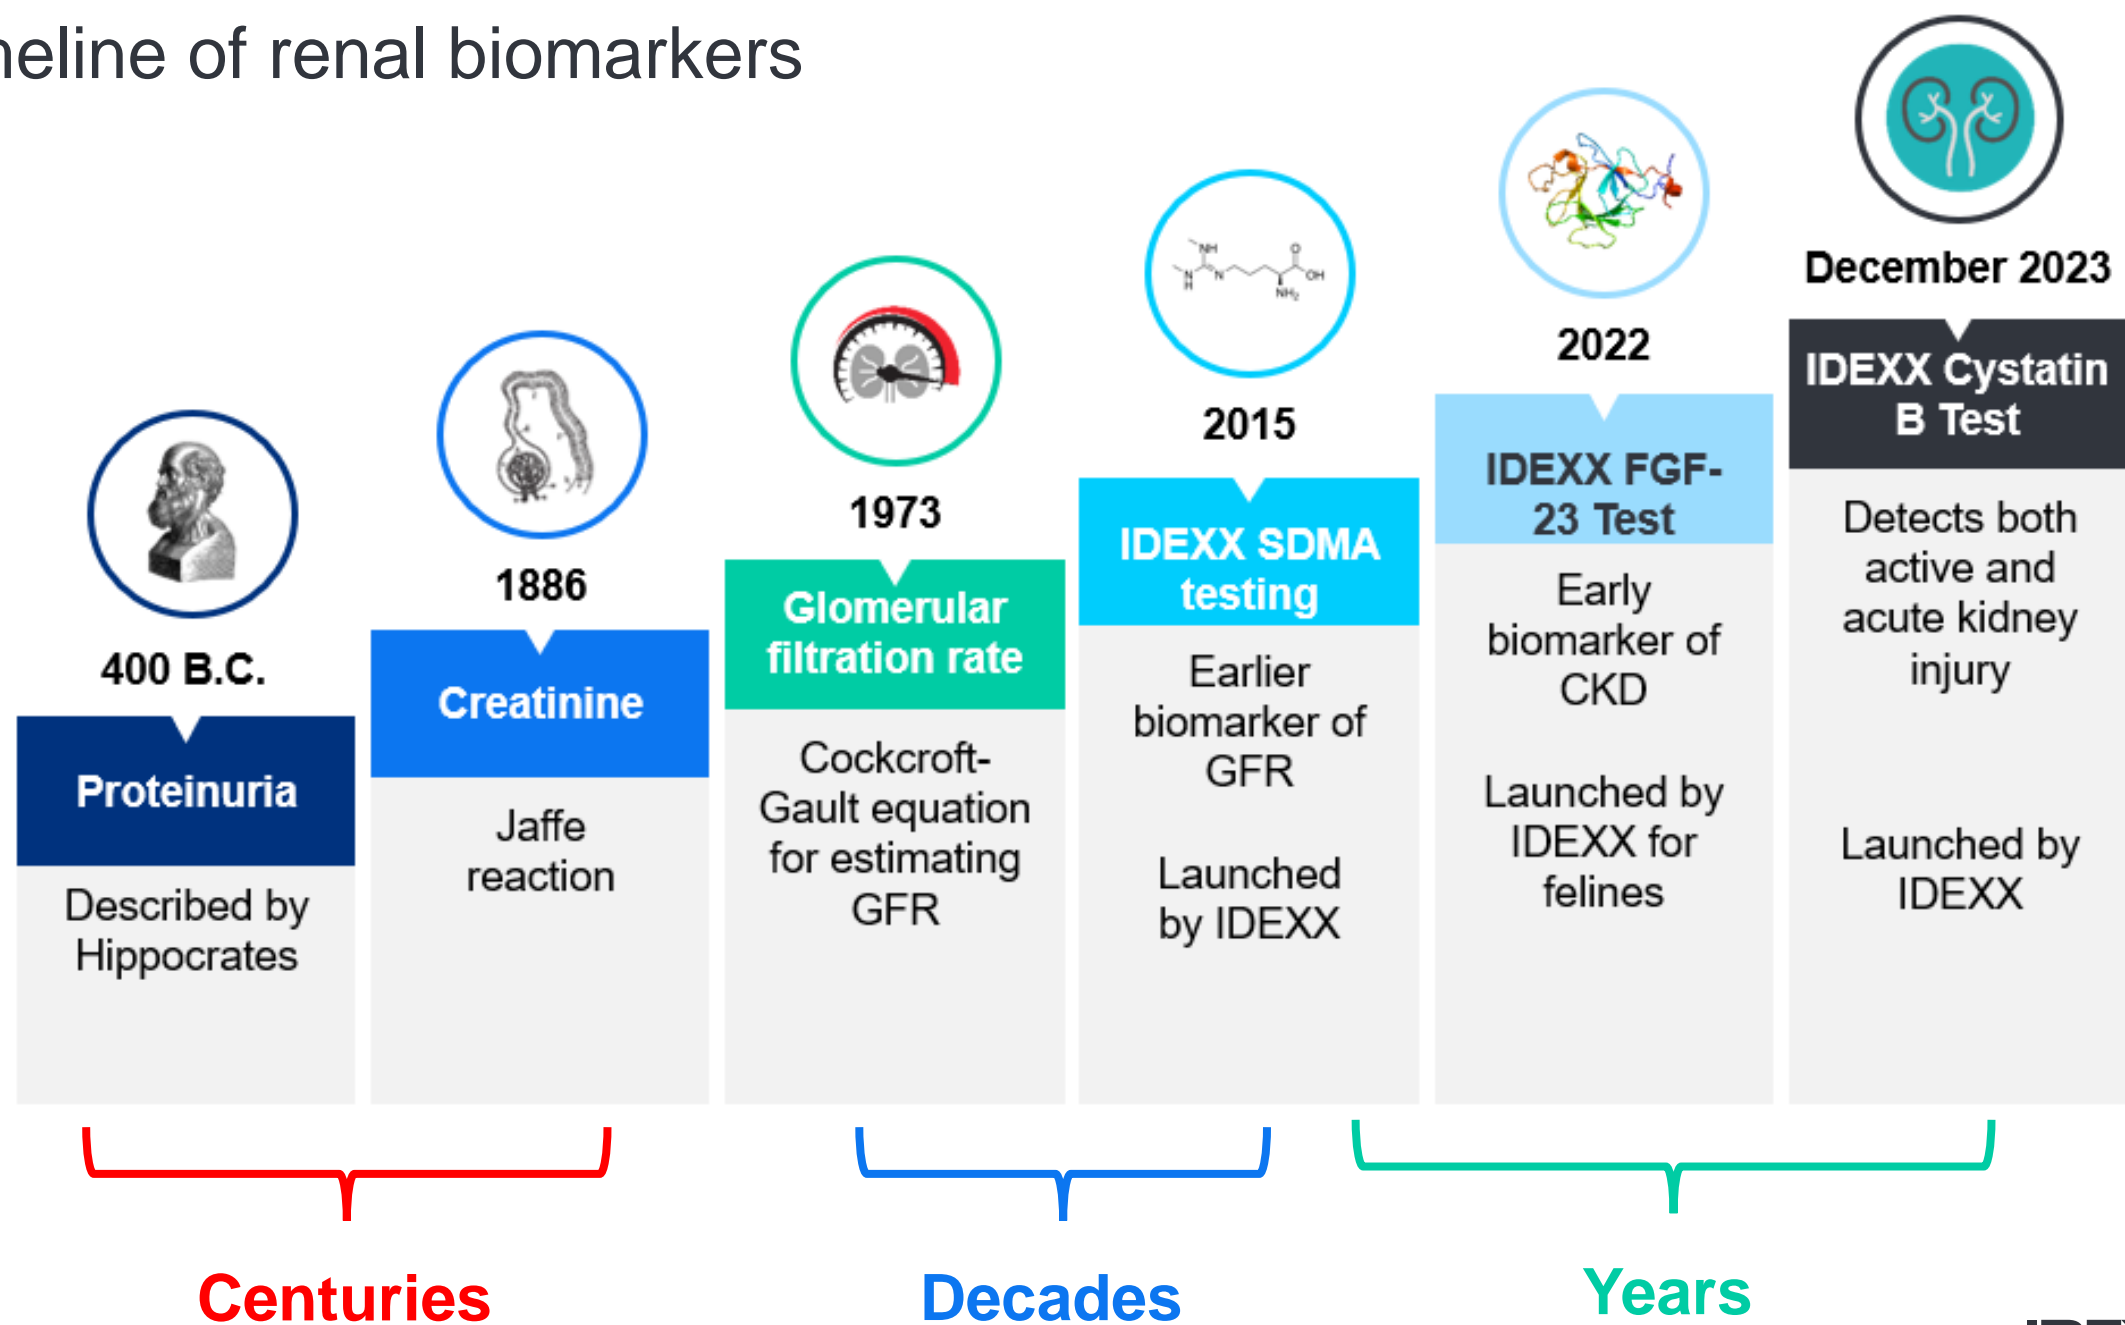 of renal biomarkers
December 2023
IDEXX Cystatin
B Test
Detects both
active and
acute kidney
injury
Launched by
IDEXX
2022
IDEXX FGF-
23 Test
Early
biomarker of
CKD
Launched by
IDEXX for
felines
2015
IDEXX SDMA
testing
Earlier
biomarker of
GFR
Launched
by IDEXX
1973
Glomerular
filtration rate
Cockcroft-
Gault equation
for estimating
GFR
1886
Creatinine
Jaffe
reaction
400 B.C.
Proteinuria
Described by
Hippocrates
NH
N
H
N
O
OH
NH₂
Centuries
Decades
Years